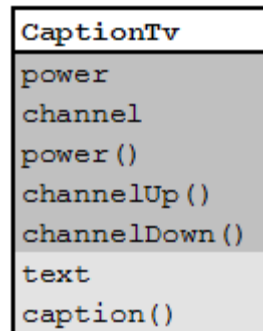 CaptionTv
power
channel
power()
channelUp()
channelDown()
text
caption()